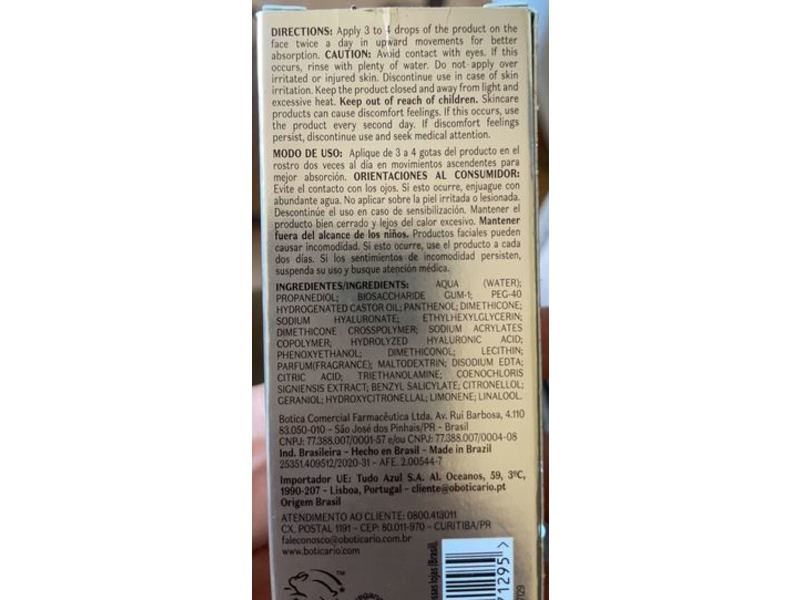 DIRECTIONS: Apply 3 to 4 drops of the product on the
face twice a day in upward movements for better
absorption. CAUTION: Avoid contact with eyes. If this
occurs, rinse with plenty of water. Do not apply over
irritated or injured skin. Discontinue use in case of skin
irritation. Keep the product closed and away from light and
excessive heat. Keep out of reach of children. Skincare
products can cause discomfort feelings. If this occurs, use
the product every second day. If discomfort feelings
persist, discontinue use and seek medical attention.
MODO DE USO: Aplique de 3 a 4 gotas del producto en el
rostro dos veces al día en movimientos ascendentes para
mejor absorción. ORIENTACIONES AL CONSUMIDOR:
Evite el contacto con los ojos. Si esto ocurre, enjuague con
abundante agua. No aplicar sobre la piel irritada o lesionada.
Descontinúe el uso en caso de sensibilización. Mantener el
producto bien cerrado y lejos del calor excesivo. Mantener
fuera del alcance de los niños. Productos faciales pueden
causar incomodidad. Si esto ocurre, use el producto a cada
dos días. Si los sentimientos de incomodidad persisten,
suspenda su uso y busque atención médica.
INGREDIENTES/INGREDIENTS: AQUA (WATER);
PROPANEDIOL; BIOSACCHARIDE GUM-1; PEG-40
HYDROGENATED CASTOR OIL; PANTHENOL; DIMETHICONE;
SODIUM HYALURONATE; ETHYLHEXYLGLYCERIN;
DIMETHICONE CROSSPOLYMER; SODIUM ACRYLATES
COPOLYMER; HYDROLYZED HYALURONIC ACID;
PHENOXYETHANOL; DIMETHICONOL; LECITHIN;
PARFUM(FRAGRANCE); MALTODEXTRIN; DISODIUM EDTA;
CITRIC ACID; TRIETHANOLAMINE; COENOCHLORIS
SIGNIENSIS EXTRACT; BENZYL SALICYLATE; CITRONELLOL;
GERANIOL; HYDROXYCITRONELLAL; LIMONENE; LINALOOL.
Botica Comercial Farmacêutica Ltda. Av. Rui Barbosa, 4.110
83.050-010 - São José dos Pinhais/PR - Brasil
CNPJ: 77.388.007/0001-57 e/ou CNPJ: 77.388.007/0004-08
Ind. Brasileira - Hecho en Brasil - Made in Brazil
25351.409512/2020-31 - AFE. 2.00544-7
Importador UE: Tudo Azul S.A. Al. Oceanos, 59, 3ºC,
1990-207 - Lisboa, Portugal - cliente@oboticario.pt
Origem Brasil
ATENDIMENTO AO CLIENTE: 0800.413011
CX. POSTAL 1191 - CEP: 80.011-970 - CURITIBA/PR
faleconosco@oboticario.com.br
www.boticario.com
TM
71295